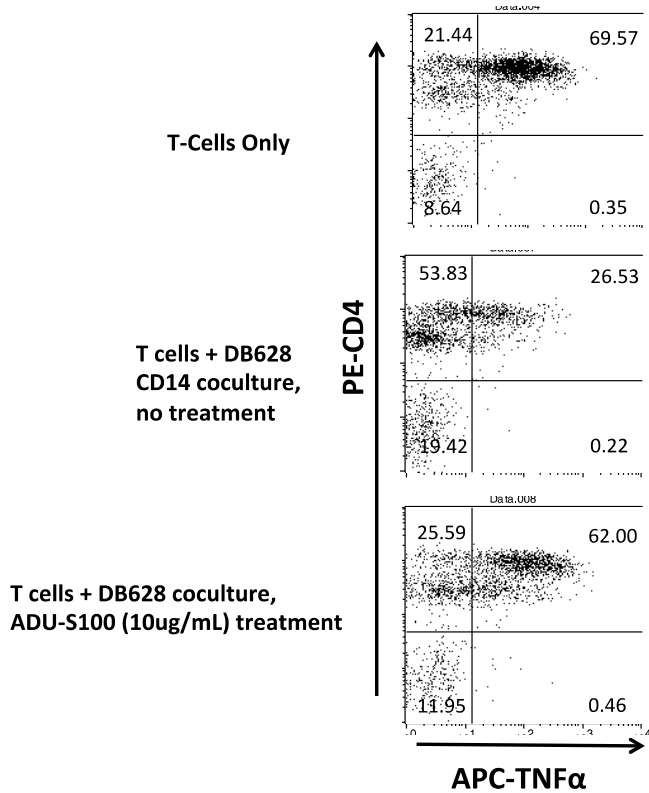 Data.004
21.44
69.57
T-Cells Only
8.64
0.35
53.83
26.53
T cells + DB628
CD14 coculture,
no treatment
PE-CD4
19.42
0.22
Data.008
25.59
62.00
T cells + DB628 coculture,
ADU-S100 (10ug/mL) treatment
11.95
0.46
APC-TNFα